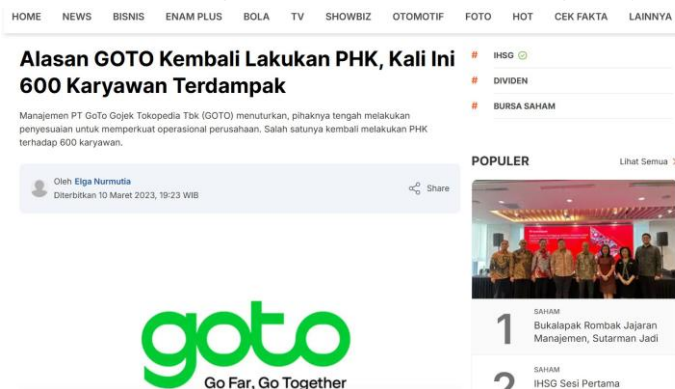 HOME NEWS BISNIS ENAM PLUS BOLA TV SHOWBIZ OTOMOTIF FOTO HOT CEK FAKTA LAINNYA
Alasan GOTO Kembali Lakukan PHK, Kali Ini
600 Karyawan Terdampak
Manajemen PT GoTo Gojek Tokopedia Tbk (GOTO) menuturkan, pihaknya tengah melakukan
penyesuaian untuk memperkuat operasional perusahaan. Salah satunya kembali melakukan PHK
terhadap 600 karyawan.
Oleh Elga Nurmutia
Diterbitkan 10 Maret 2023, 19:23 WIB
Share
goto
Go Far, Go Together
# IHSG
# DIVIDEN
# BURSA SAHAM
POPULER
Lihat Semua
1
SAHAM
Bukalapak Rombak Jajaran
Manajemen, Sutarman Jadi
2
SAHAM
IHSG Sesi Pertama